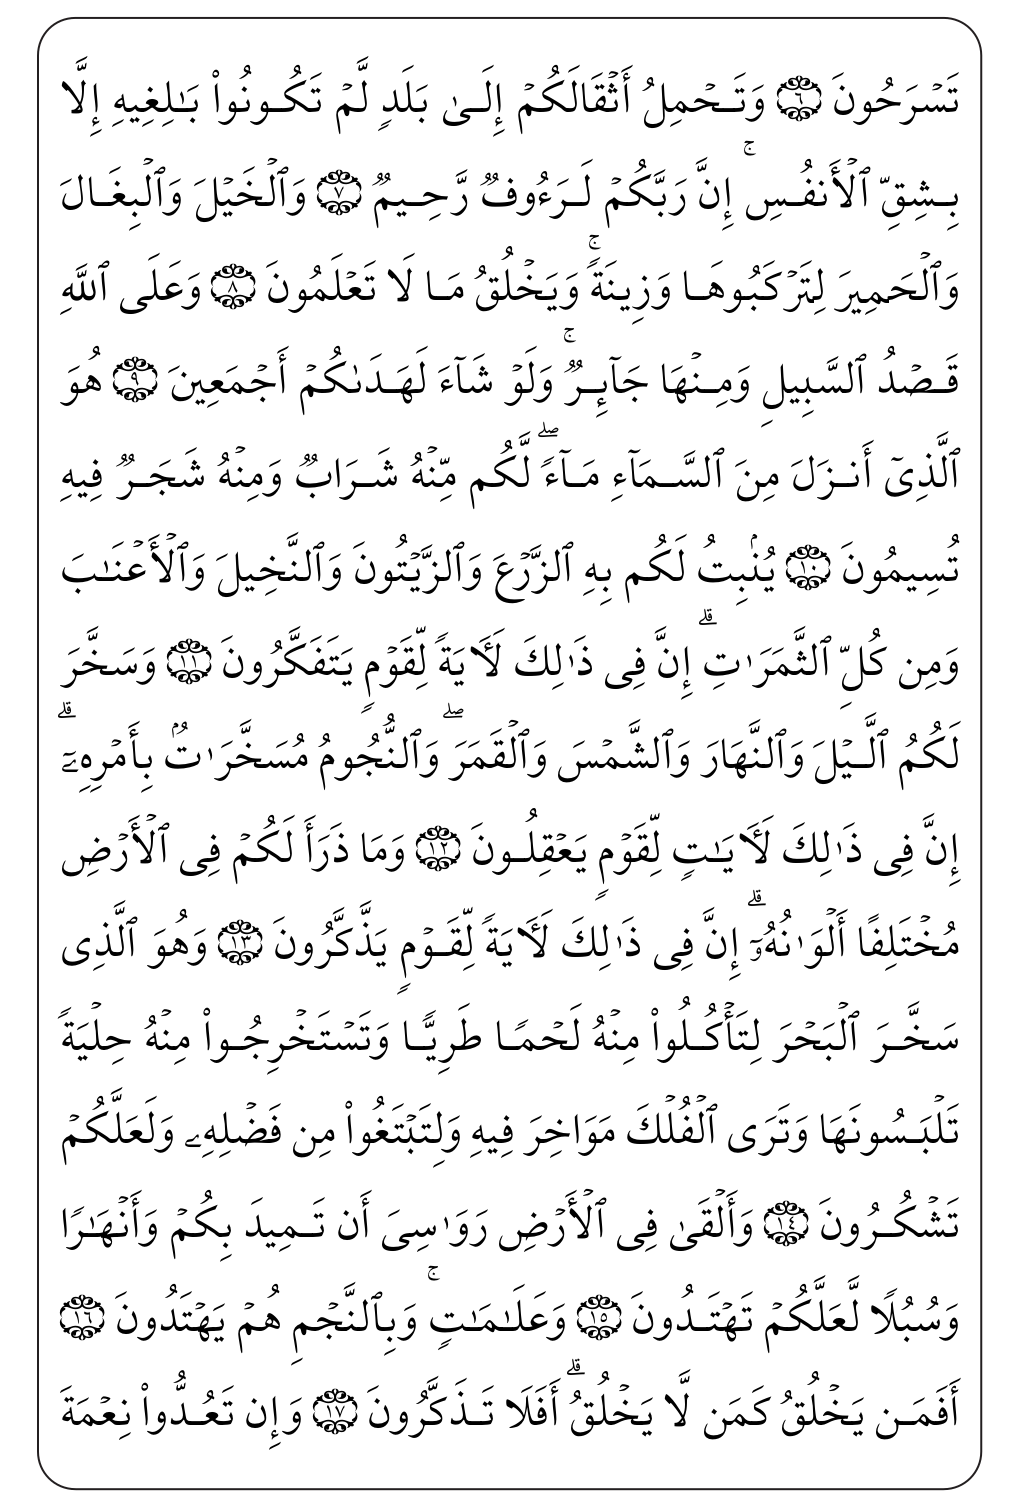 تَسۡرَحُونَ ٦ وَتَحۡمِلُ أَثۡقَالَكُمۡ إِلَىٰ بَلَدٖ لَّمۡ تَكُونُواْ بَٰلِغِيهِ إِلَّا
بِشِقِّ ٱلۡأَنفُسِۚ إِنَّ رَبَّكُمۡ لَرَءُوفٞ رَّحِيمٞ ٧ وَٱلۡخَيۡلَ وَٱلۡبِغَالَ
وَٱلۡحَمِيرَ لِتَرۡكَبُوهَا وَزِينَةٗۚ وَيَخۡلُقُ مَا لَا تَعۡلَمُونَ ٨ وَعَلَى ٱللَّهِ
قَصۡدُ ٱلسَّبِيلِ وَمِنۡهَا جَآئِرٞۚ وَلَوۡ شَآءَ لَهَدَىٰكُمۡ أَجۡمَعِينَ ٩ هُوَ
ٱلَّذِيٓ أَنزَلَ مِنَ ٱلسَّمَآءِ مَآءٗۖ لَّكُم مِّنۡهُ شَرَابٞ وَمِنۡهُ شَجَرٞ فِيهِ
تُسِيمُونَ ١٠ يُنۢبِتُ لَكُم بِهِ ٱلزَّرۡعَ وَٱلزَّيۡتُونَ وَٱلنَّخِيلَ وَٱلۡأَعۡنَٰبَ
وَمِن كُلِّ ٱلثَّمَرَٰتِۗ إِنَّ فِي ذَٰلِكَ لَأٓيَةٗ لِّقَوۡمٖ يَتَفَكَّرُونَ ١١ وَسَخَّرَ
لَكُمُ ٱلَّيۡلَ وَٱلنَّهَارَ وَٱلشَّمۡسَ وَٱلۡقَمَرَۖ وَٱلنُّجُومُ مُسَخَّرَٰتُۢ بِأَمۡرِهِۦٓۗ
إِنَّ فِي ذَٰلِكَ لَأٓيَٰتٖ لِّقَوۡمٖ يَعۡقِلُونَ ١٢ وَمَا ذَرَأَ لَكُمۡ فِي ٱلۡأَرۡضِ
مُخۡتَلِفًا أَلۡوَٰنُهُۥٓۗ إِنَّ فِي ذَٰلِكَ لَأٓيَةٗ لِّقَوۡمٖ يَذَّكَّرُونَ ١٣ وَهُوَ ٱلَّذِي
سَخَّرَ ٱلۡبَحۡرَ لِتَأۡكُلُواْ مِنۡهُ لَحۡمٗا طَرِيّٗا وَتَسۡتَخۡرِجُواْ مِنۡهُ حِلۡيَةٗ
تَلۡبَسُونَهَا وَتَرَى ٱلۡفُلۡكَ مَوَاخِرَ فِيهِ وَلِتَبۡتَغُواْ مِن فَضۡلِهِۦ وَلَعَلَّكُمۡ
تَشۡكُرُونَ ١٤ وَأَلۡقَىٰ فِي ٱلۡأَرۡضِ رَوَٰسِيَ أَن تَمِيدَ بِكُمۡ وَأَنۡهَٰرٗا
وَسُبُلٗا لَّعَلَّكُمۡ تَهۡتَدُونَ ١٥ وَعَلَٰمَٰتٖۚ وَبِٱلنَّجۡمِ هُمۡ يَهۡتَدُونَ ١٦
أَفَمَن يَخۡلُقُ كَمَن لَّا يَخۡلُقُۗ أَفَلَا تَذَكَّرُونَ ١٧ وَإِن تَعُدُّواْ نِعۡمَةَ